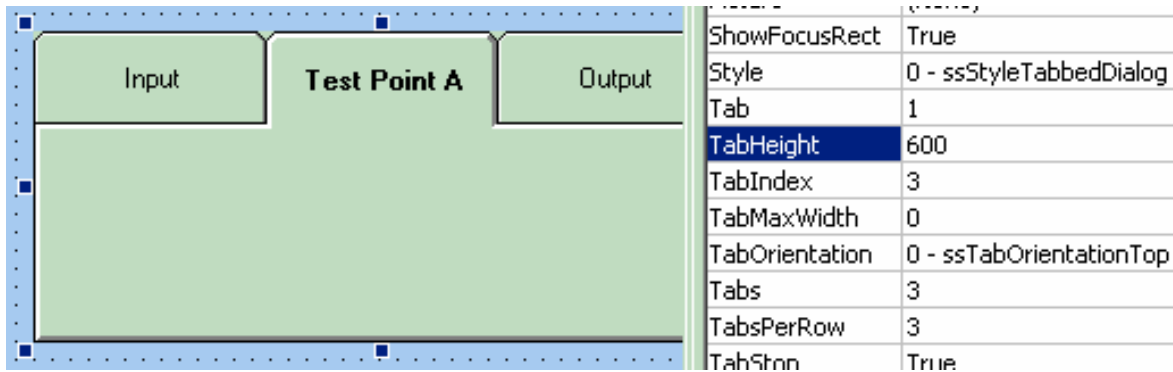 Input Test Point A Output
ShowFocusRect True
Style 0 - ssStyleTabbedDialog
Tab 1
TabHeight 600
TabIndex 3
TabMaxWidth 0
TabOrientation 0 - ssTabOrientationTop
Tabs 3
TabsPerRow 3
TabStop True